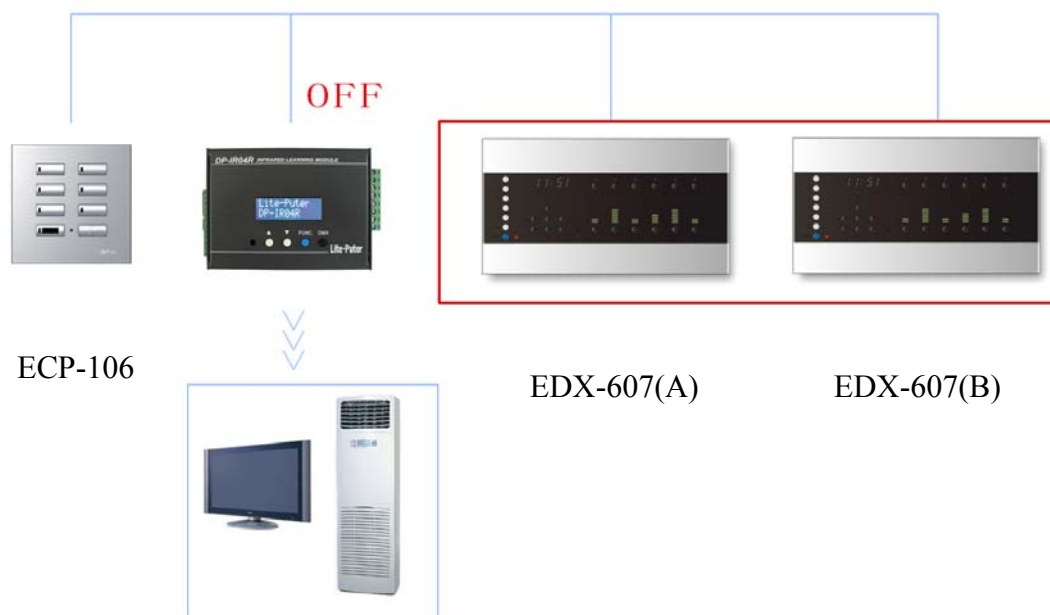 OFF
DP-IR04R INFRARED LEARNING MODULE
Lite-Puter
DP-IR04R
FUNC. DMX
Lite-Puter
11:51
11:51
ECP-106
EDX-607(A)
EDX-607(B)